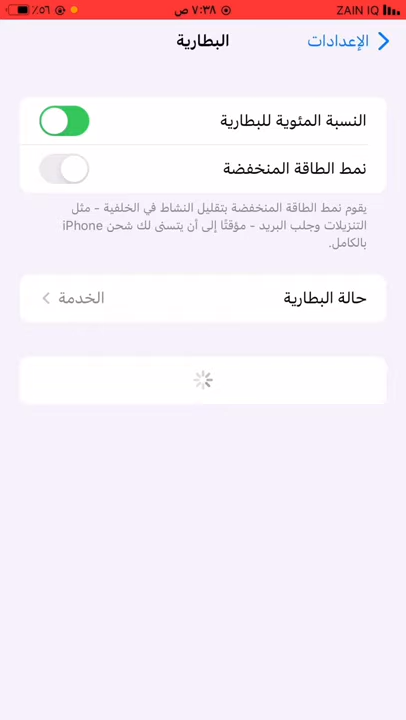 ZAIN IQ ٧:٣٨ ص ٥٦٪
الإعدادات البطارية
النسبة المئوية للبطارية
نمط الطاقة المنخفضة
يقوم نمط الطاقة المنخفضة بتقليل النشاط في الخلفية - مثل
التنزيلات وجلب البريد - مؤقتًا إلى أن يتسنى لك شحن iPhone
بالكامل.
حالة البطارية الخدمة